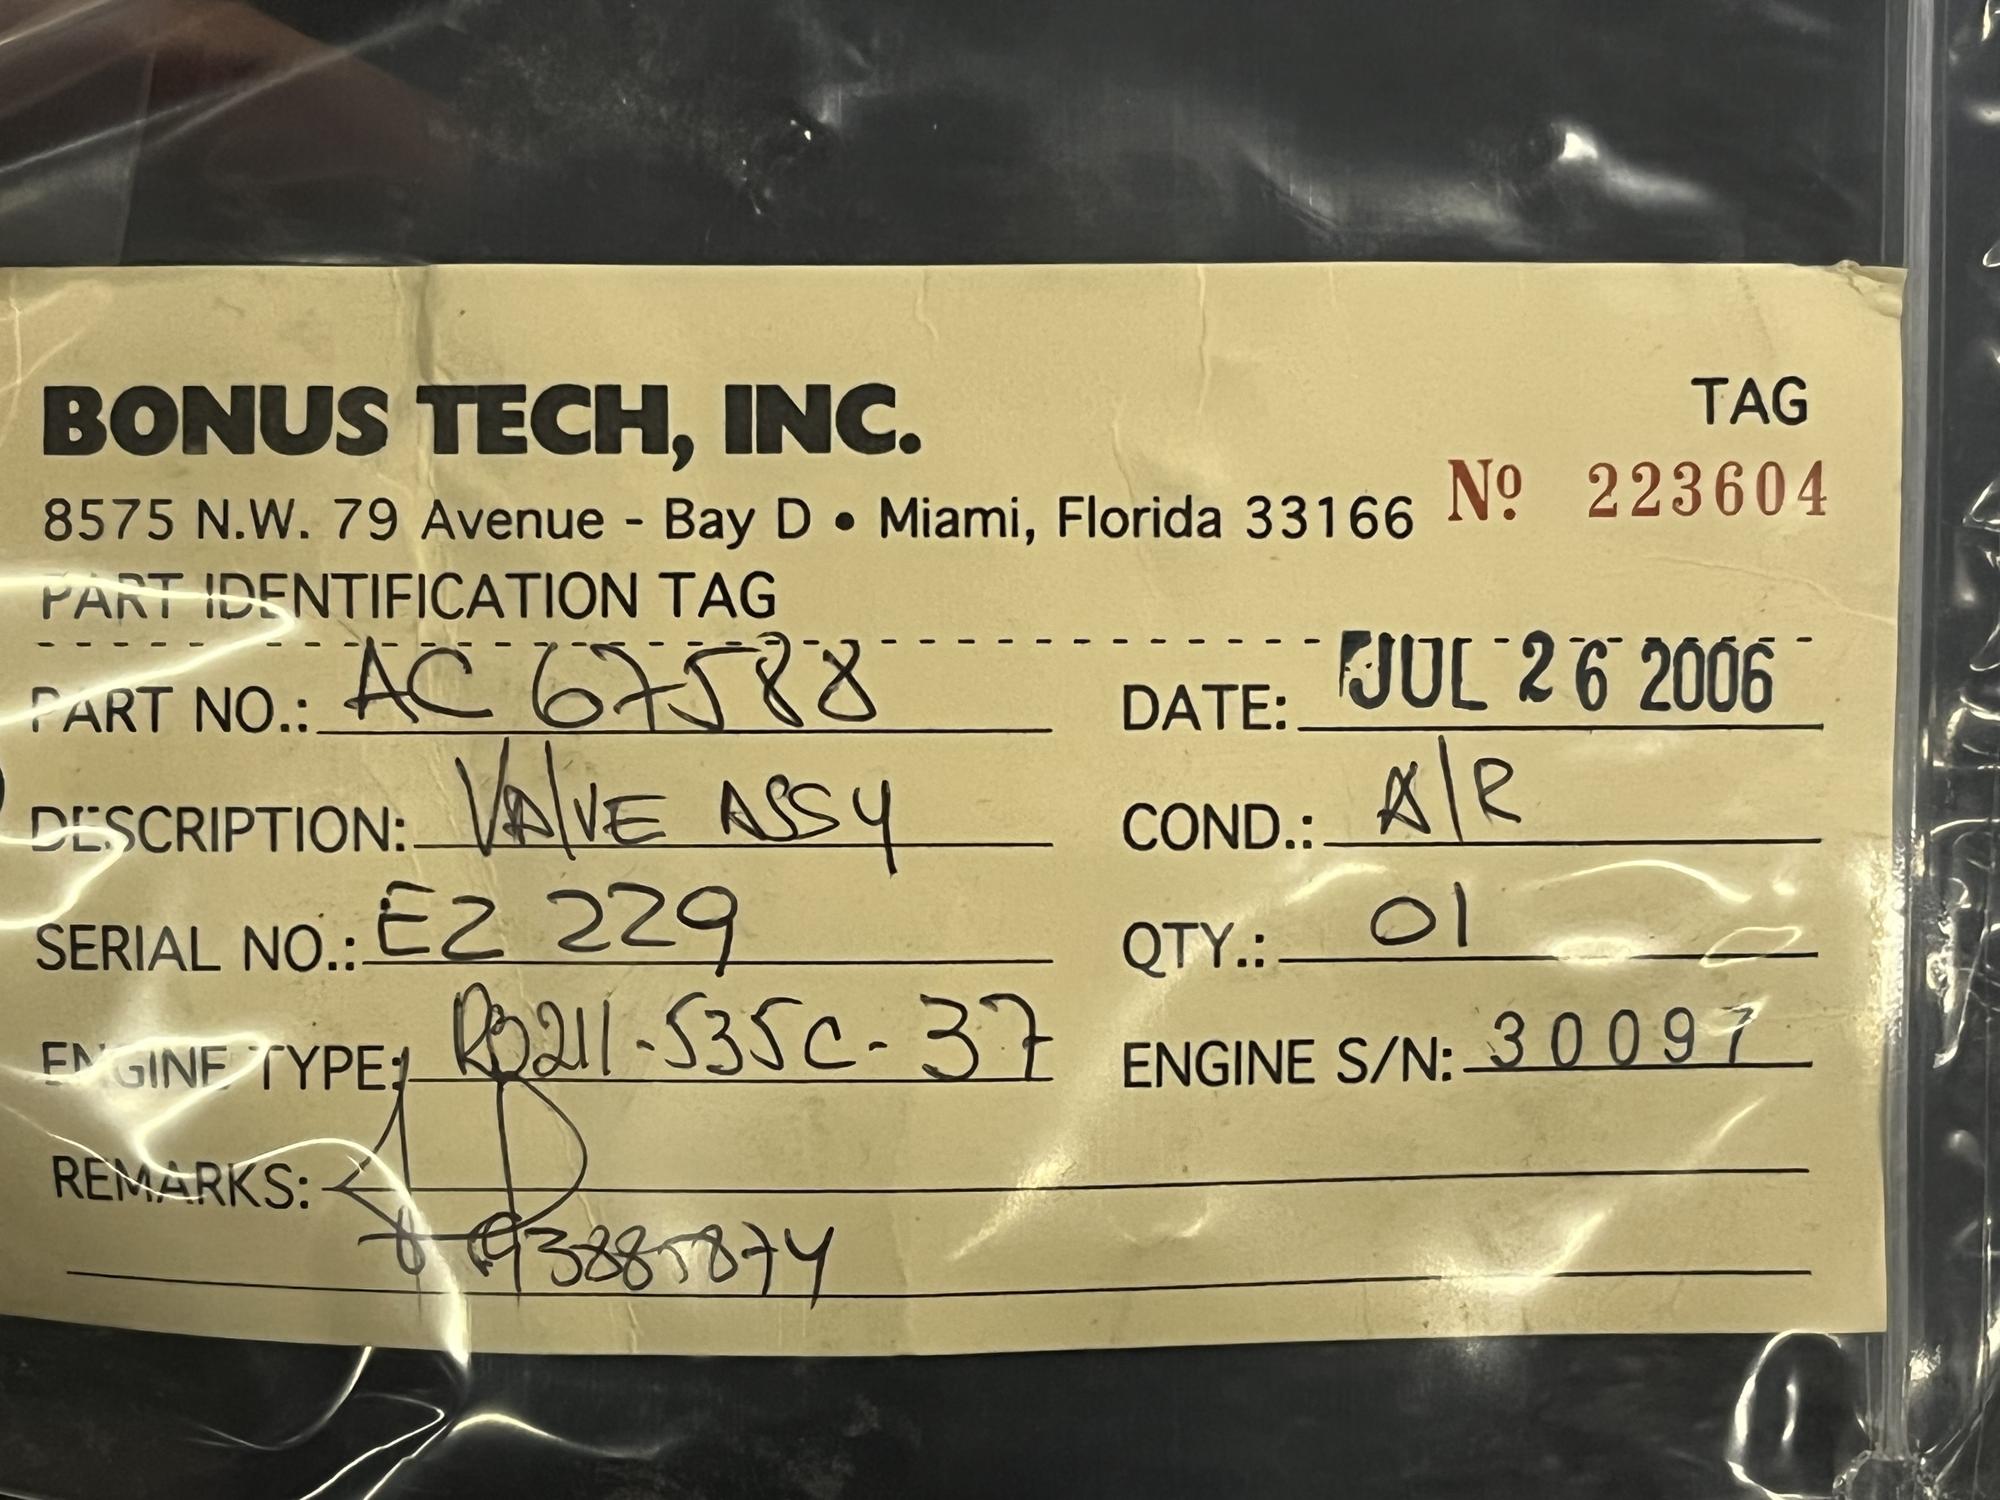 BONUS TECH, INC.
TAG
8575 N.W. 79 Avenue - Bay D • Miami, Florida 33166
Nº 223604
PART IDENTIFICATION TAG
PART NO.: AC 67588
DATE: JUL 26 2006
DESCRIPTION: VALVE ASSY
COND.: A/R
SERIAL NO.: EZ 229
QTY.: 01
ENGINE TYPE: RB211-535C-37
ENGINE S/N: 30097
REMARKS: